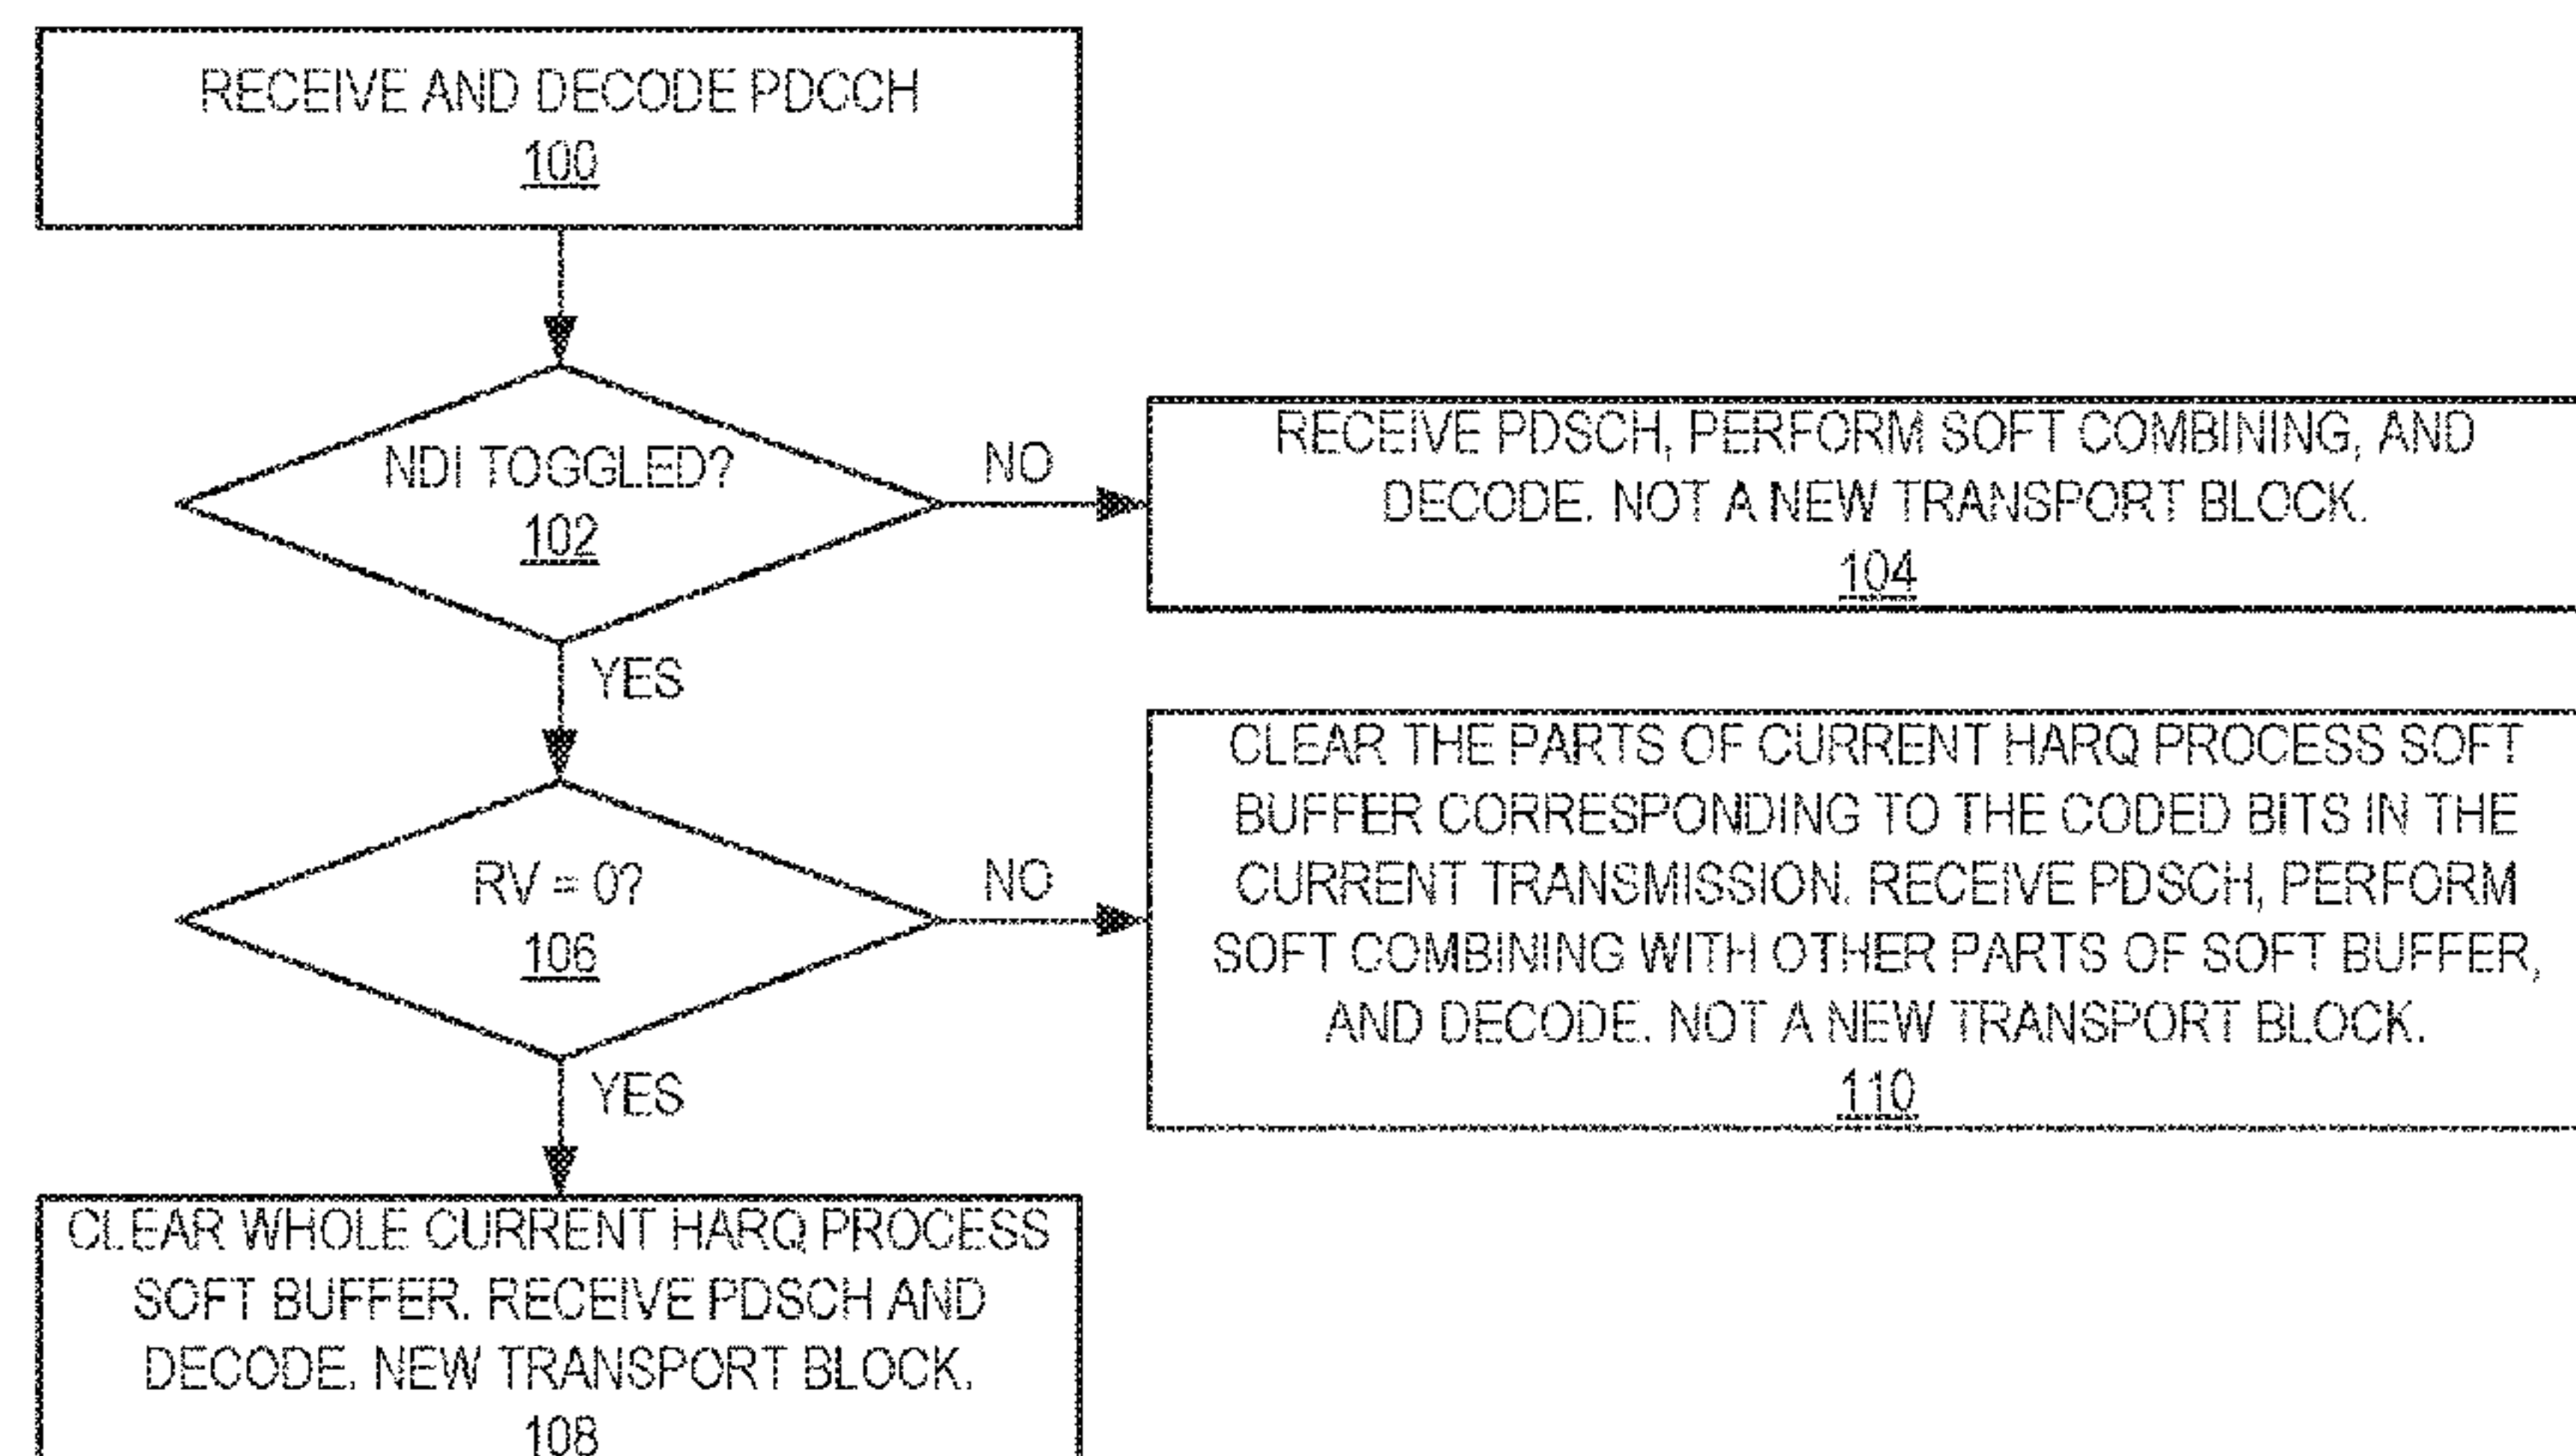 RECEIVE AND DECODE PDCCH
100
NDI TOGGLED?
102
NO
RECEIVE PDSCH, PERFORM SOFT COMBINING, AND
DECODE. NOT A NEW TRANSPORT BLOCK.
104
YES
RV = 0?
106
NO
CLEAR THE PARTS OF CURRENT HARQ PROCESS SOFT
BUFFER CORRESPONDING TO THE CODED BITS IN THE
CURRENT TRANSMISSION. RECEIVE PDSCH, PERFORM
SOFT COMBINING WITH OTHER PARTS OF SOFT BUFFER,
AND DECODE. NOT A NEW TRANSPORT BLOCK.
110
YES
CLEAR WHOLE CURRENT HARQ PROCESS
SOFT BUFFER. RECEIVE PDSCH AND
DECODE. NEW TRANSPORT BLOCK.
108